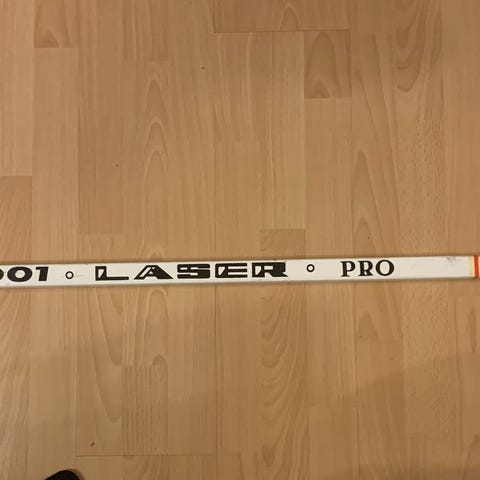 001 ○ LASER ○ PRO